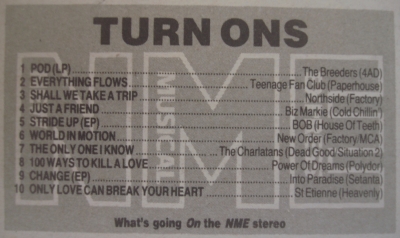 TURN ONS
1 POD (LP) The Breeders (4AD)
2 EVERYTHING FLOWS Teenage Fan Club (Paperhouse)
3 SHALL WE TAKE A TRIP Northside (Factory)
4 JUST A FRIEND Biz Markie (Cold Chillin')
5 STRIDE UP (EP) BOB (House Of Teeth)
6 WORLD IN MOTION New Order (Factory/MCA)
7 THE ONLY ONE I KNOW The Charlatans (Dead Good/Situation 2)
8 100 WAYS TO KILL A LOVE Power Of Dreams (Polydor)
9 CHANGE (EP) Into Paradise (Setanta)
10 ONLY LOVE CAN BREAK YOUR HEART St Etienne (Heavenly)
NME
MUSICAL
What's going On the NME stereo